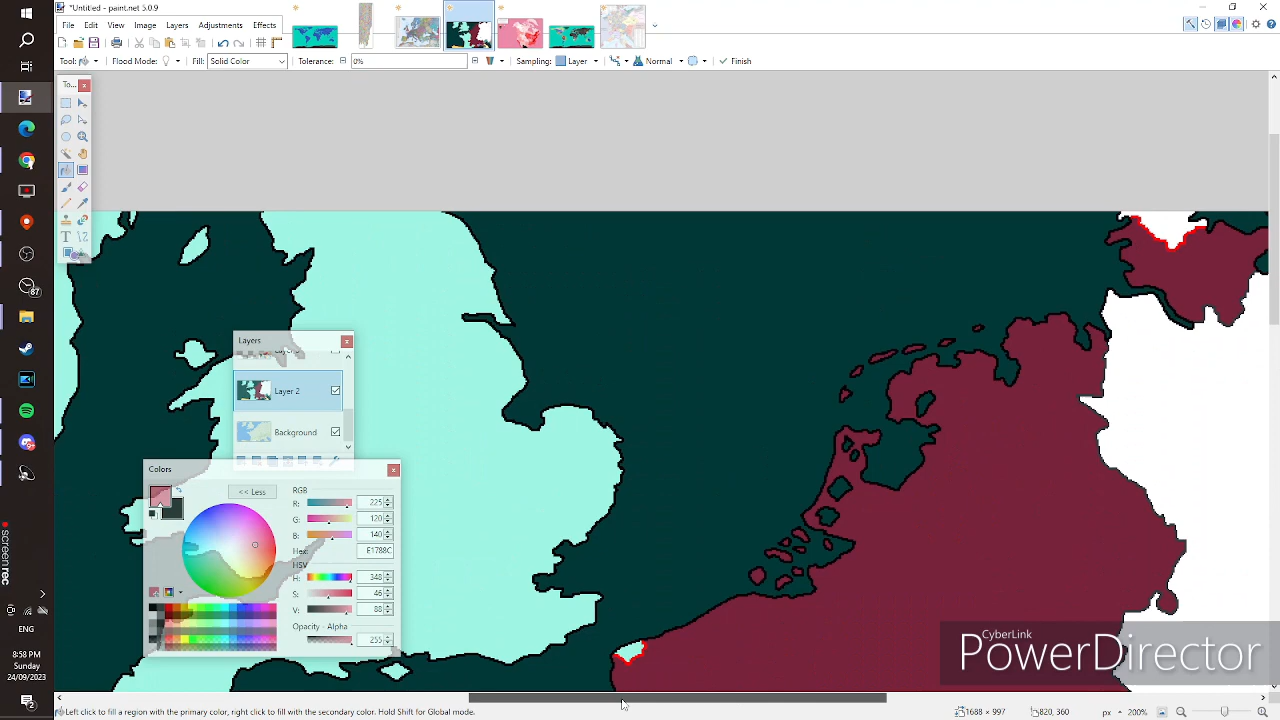 *Untitled - paint.net 5.0.9
File Edit View Image Layers Adjustments Effects
Tool: Flood Mode: Fill: Solid Color Tolerance: 0% Sampling: Layer Normal Finish
To...
Layers
Layer 2
Background
Colors
<< Less
RGB
R: 225
G: 120
B: 140
Hex: E1788C
HSV
H: 348
S: 46
V: 88
Opacity - Alpha
255
87
screenrec
ENG
8:58 PM
Sunday
24/09/2023
CyberLink
PowerDirector
Left click to fill a region with the primary color, right click to fill with the secondary color. Hold Shift for Global mode. 1688 × 997 820, 360 px 200%